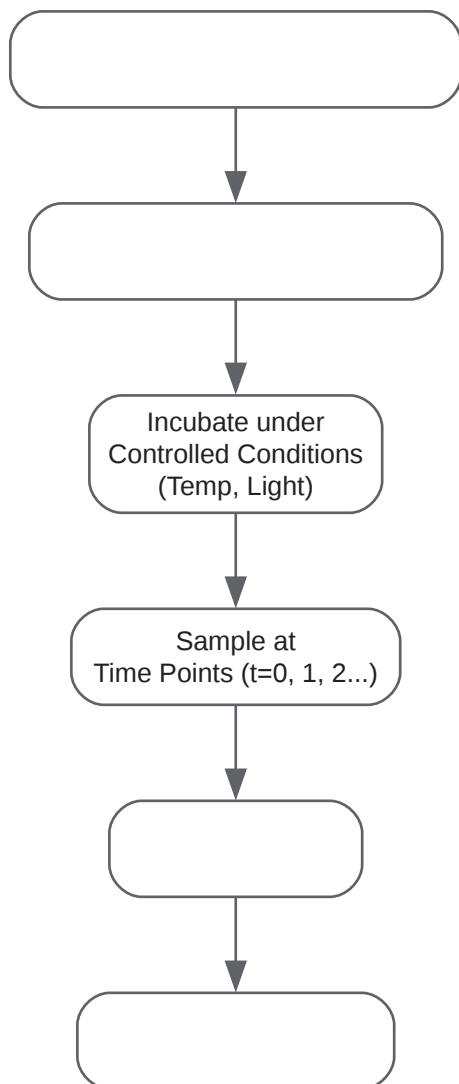 Incubate under
Controlled Conditions
(Temp, Light)
Sample at
Time Points (t=0, 1, 2...)